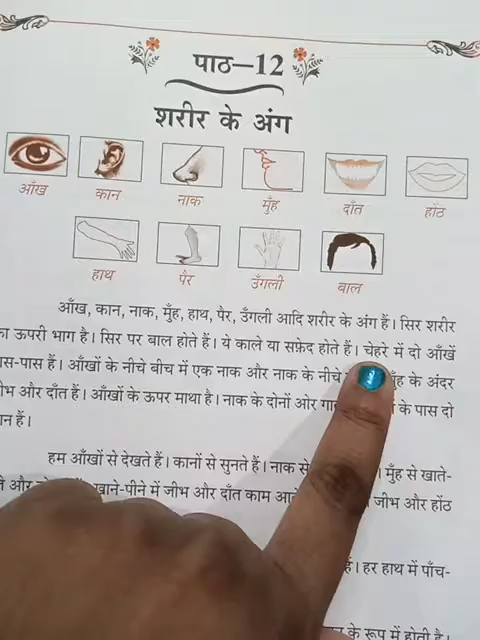 पाठ—12
शरीर के अंग
आँख कान नाक मुँह दाँत होंठ
हाथ पैर उँगली बाल
आँख, कान, नाक, मुँह, हाथ, पैर, उँगली आदि शरीर के अंग हैं। सिर शरीर
का ऊपरी भाग है। सिर पर बाल होते हैं। ये काले या सफ़ेद होते हैं। चेहरे में दो आँखें
पास-पास हैं। आँखों के नीचे बीच में एक नाक और नाक के नीचे मुँह के अंदर
जीभ और दाँत हैं। आँखों के ऊपर माथा है। नाक के दोनों ओर के पास दो
कान हैं।
हम आँखों से देखते हैं। कानों से सुनते हैं। नाक से मुँह से खाते-
और खाने-पीने में जीभ और दाँत काम जीभ और होंठ
हैं। हर हाथ में पाँच-
के रूप में होती है।